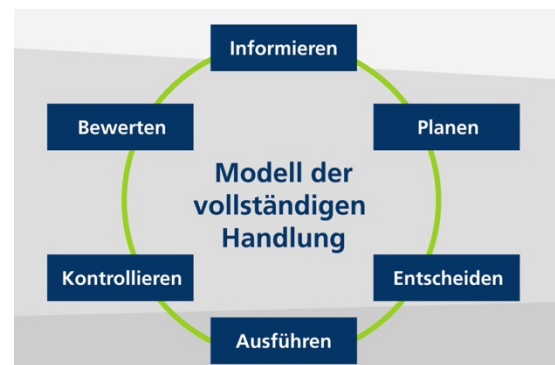 Informieren
Bewerten
Planen
Modell der
vollständigen
Handlung
Kontrollieren
Entscheiden
Ausführen